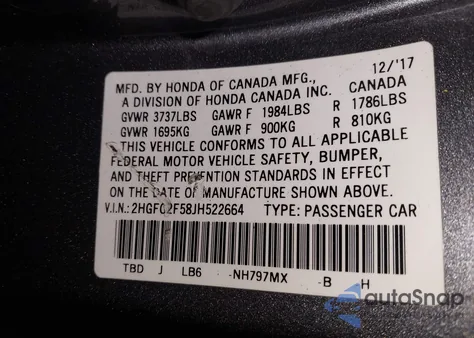 12/'17
MFD. BY HONDA OF CANADA MFG., CANADA
A DIVISION OF HONDA CANADA INC.
GVWR 3737LBS GAWR F 1984LBS R 1786LBS
GVWR 1695KG GAWR F 900KG R 810KG
THIS VEHICLE CONFORMS TO ALL APPLICABLE
FEDERAL MOTOR VEHICLE SAFETY, BUMPER,
AND THEFT PREVENTION STANDARDS IN EFFECT
ON THE DATE OF MANUFACTURE SHOWN ABOVE.
V.I.N.: 2HGFC2F58JH522664 TYPE: PASSENGER CAR
TBD J LB6 -NH797MX -B H
autoSnap